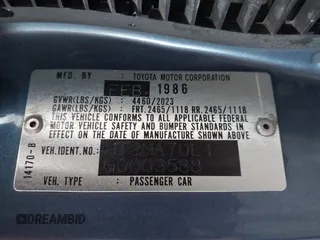 MFD. BY : TOYOTA MOTOR CORPORATION
FEB. 1986
GVWR(LBS/KGS) : 4460/2023
GAWR(LBS/KGS) : FRT. 2465/1118 RR. 2465/1118
THIS VEHICLE CONFORMS TO ALL APPLICABLE
FEDERAL MOTOR VEHICLE SAFETY STANDARDS IN
EFFECT ON THE DATE OF MANUFACTURE
SHOWN ABOVE.
VEH. IDENT. NO. :
VEH. TYPE : PASSENGER CAR
14170-B
DREAMBID